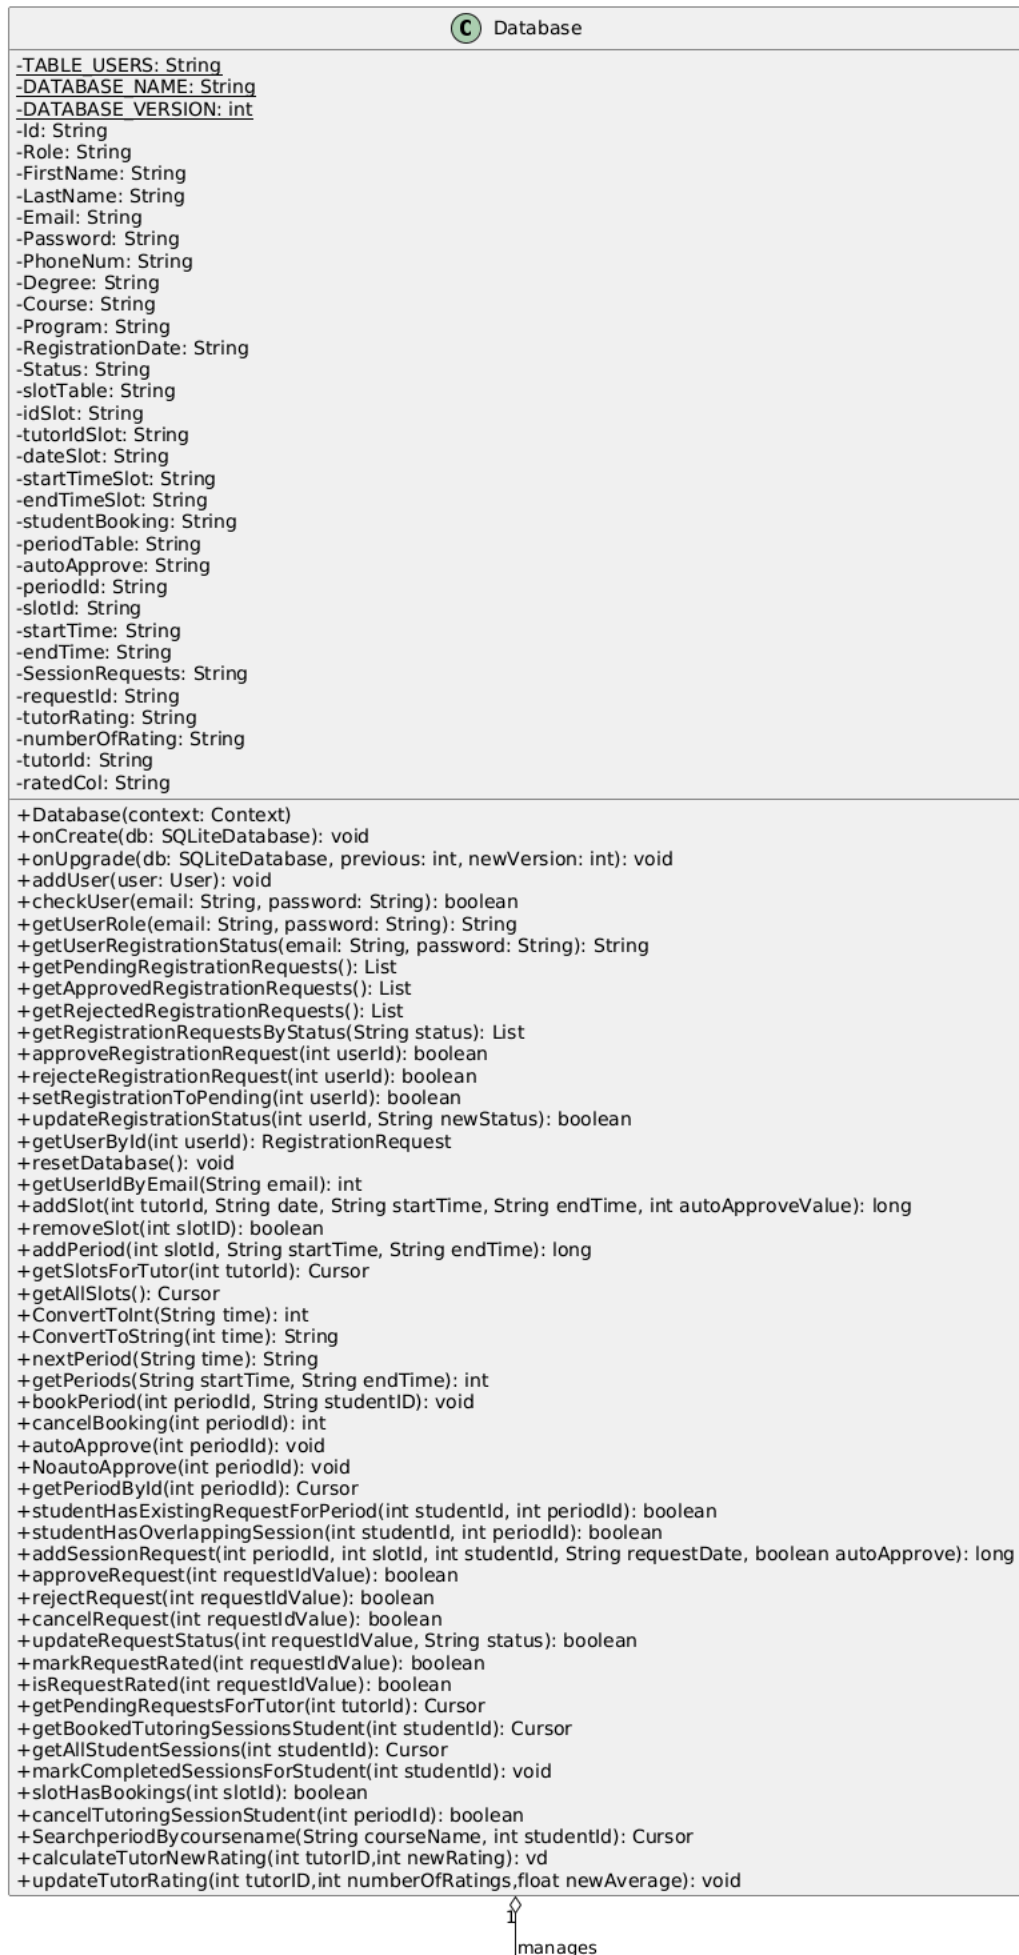 C Database
-TABLE_USERS: String
-DATABASE_NAME: String
-DATABASE_VERSION: int
-Id: String
-Role: String
-FirstName: String
-LastName: String
-Email: String
-Password: String
-PhoneNum: String
-Degree: String
-Course: String
-Program: String
-RegistrationDate: String
-Status: String
-slotTable: String
-idSlot: String
-tutorIdSlot: String
-dateSlot: String
-startTimeSlot: String
-endTimeSlot: String
-studentBooking: String
-periodTable: String
-autoApprove: String
-periodId: String
-slotId: String
-startTime: String
-endTime: String
-SessionRequests: String
-requestId: String
-tutorRating: String
-numberOfRating: String
-tutorId: String
-ratedCol: String
+Database(context: Context)
+onCreate(db: SQLiteDatabase): void
+onUpgrade(db: SQLiteDatabase, previous: int, newVersion: int): void
+addUser(user: User): void
+checkUser(email: String, password: String): boolean
+getUserRole(email: String, password: String): String
+getUserRegistrationStatus(email: String, password: String): String
+getPendingRegistrationRequests(): List
+getApprovedRegistrationRequests(): List
+getRejectedRegistrationRequests(): List
+getRegistrationRequestsByStatus(String status): List
+approveRegistrationRequest(int userId): boolean
+rejecteRegistrationRequest(int userId): boolean
+setRegistrationToPending(int userId): boolean
+updateRegistrationStatus(int userId, String newStatus): boolean
+getUserById(int userId): RegistrationRequest
+resetDatabase(): void
+getUserIdByEmail(String email): int
+addSlot(int tutorId, String date, String startTime, String endTime, int autoApproveValue): long
+removeSlot(int slotID): boolean
+addPeriod(int slotId, String startTime, String endTime): long
+getSlotsForTutor(int tutorId): Cursor
+getAllSlots(): Cursor
+ConvertToInt(String time): int
+ConvertToString(int time): String
+nextPeriod(String time): String
+getPeriods(String startTime, String endTime): int
+bookPeriod(int periodId, String studentID): void
+cancelBooking(int periodId): int
+autoApprove(int periodId): void
+NoautoApprove(int periodId): void
+getPeriodById(int periodId): Cursor
+studentHasExistingRequestForPeriod(int studentId, int periodId): boolean
+studentHasOverlappingSession(int studentId, int periodId): boolean
+addSessionRequest(int periodId, int slotId, int studentId, String requestDate, boolean autoApprove): long
+approveRequest(int requestIdValue): boolean
+rejectRequest(int requestIdValue): boolean
+cancelRequest(int requestIdValue): boolean
+updateRequestStatus(int requestIdValue, String status): boolean
+markRequestRated(int requestIdValue): boolean
+isRequestRated(int requestIdValue): boolean
+getPendingRequestsForTutor(int tutorId): Cursor
+getBookedTutoringSessionsStudent(int studentId): Cursor
+getAllStudentSessions(int studentId): Cursor
+markCompletedSessionsForStudent(int studentId): void
+slotHasBookings(int slotId): boolean
+cancelTutoringSessionStudent(int periodId): boolean
+SearchperiodBycoursename(String courseName, int studentId): Cursor
+calculateTutorNewRating(int tutorID,int newRating): vd
+updateTutorRating(int tutorID,int numberOfRatings,float newAverage): void
1
manages